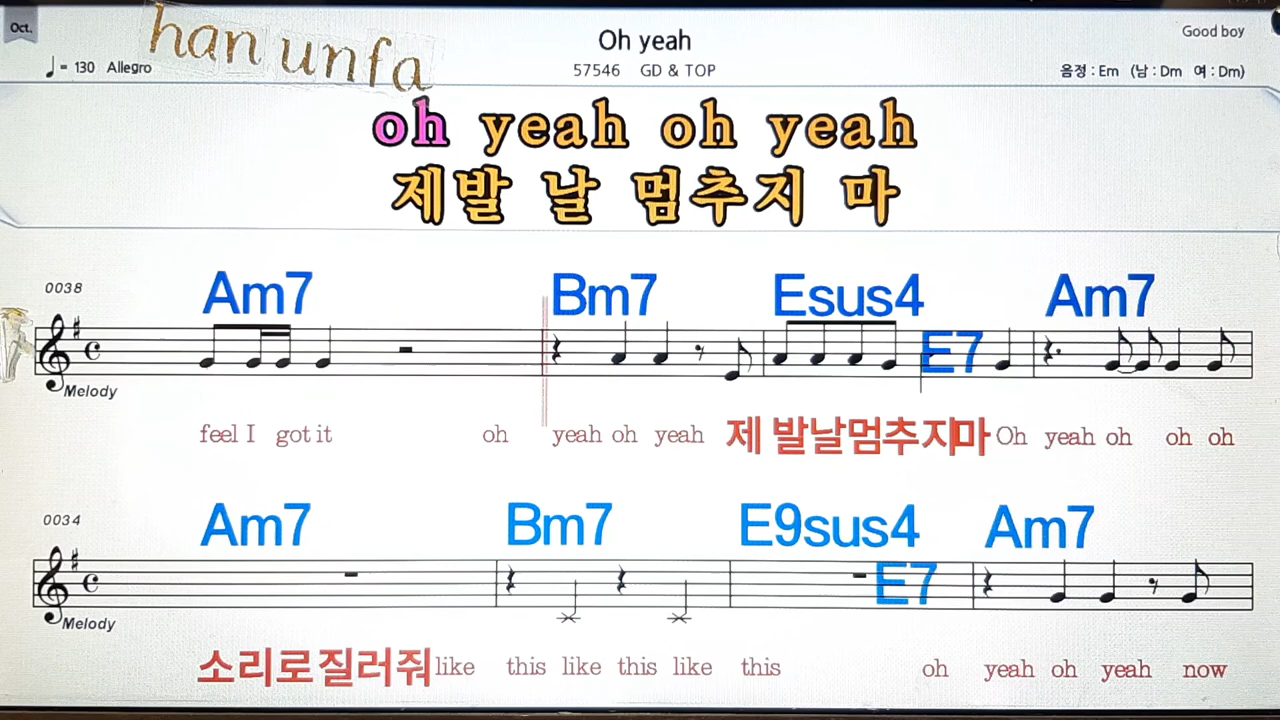 Oct.
han unfa
Oh yeah
Good boy
= 130 Allegro
57546 GD & TOP
음정 : Em (남 : Dm 여 : Dm)
oh yeah oh yeah
제발 날 멈추지 마
0038
Am7 Bm7 Esus4 E7 Am7
Melody
feel I got it oh yeah oh yeah 제 발날멈추지마 Oh yeah oh oh oh
0034
Am7 Bm7 E9sus4 E7 Am7
Melody
소리로질러줘 like this like this like this oh yeah oh yeah now